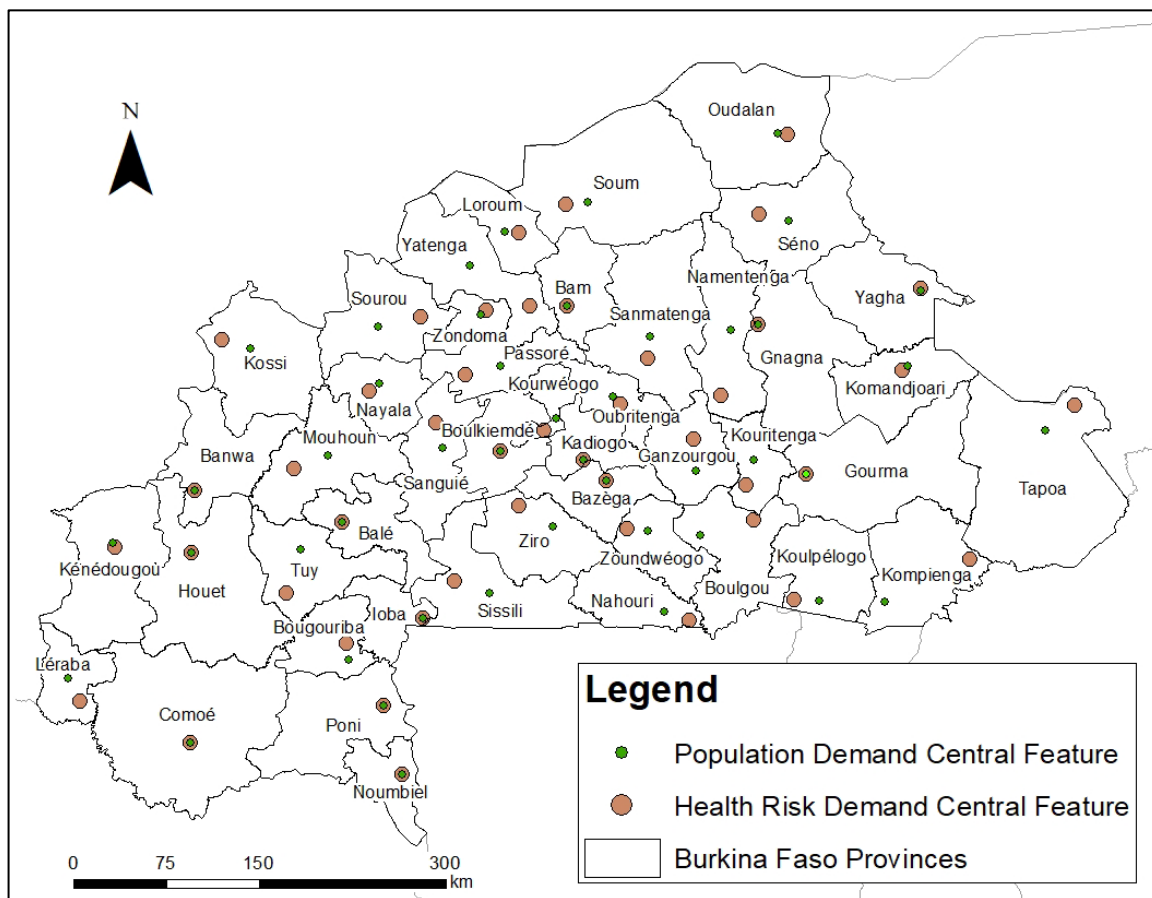 N
Oudalan
Soum
Loroum
Séno
Yatenga
Namentenga
Bam
Yagha
Sourou
Sanmatenga
Zondoma
Gnagna
Passoré
Kossi
Kourwéogo
Komandjoari
Nayala
Oubritenga
Mouhoun
Boulkiemdé
Kouritenga
Kadiogo
Banwa
Ganzourgou
Gourma
Sanguié
Tapoa
Bazèga
Balé
Ziro
Zoundwéogo
Koulpélogo
Kénédougoù
Tuy
Kompienga
Houet
Boulgou
Nahouri
Sissili
Ioba
Bougouriba
Léraba
Comoé
Poni
Noumbiel
Legend
Population Demand Central Feature
Health Risk Demand Central Feature
Burkina Faso Provinces
0 75 150 300
km